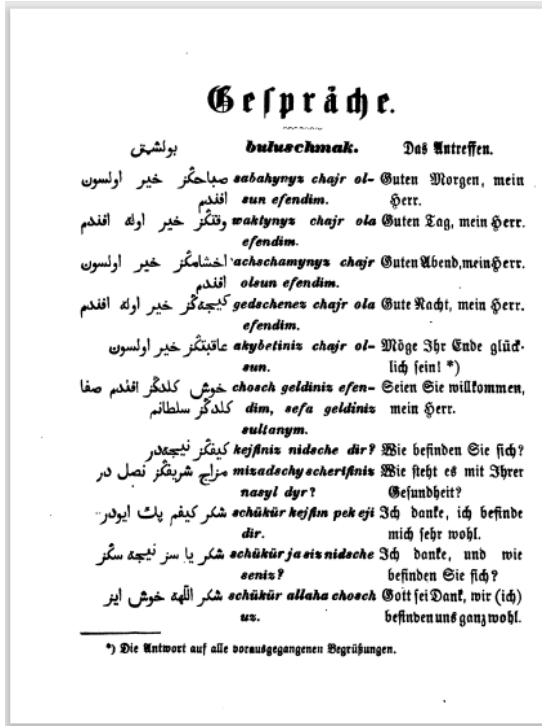 Gespräche.
بولشمق buluschmak. Das Antreffen.
صباحكز خير اولسون sabahynyz chajr ol- Guten Morgen, mein
افندم sun efendim. Herr.
وقتكز خير اوله افندم waktynyz chajr ola Guten Tag, mein Herr.
efendim.
اخشامكز خير اولسون achschamynyz chajr Guten Abend, mein Herr.
افندم olsun efendim.
كيجه‌كز خير اوله افندم gedschenez chajr ola Gute Nacht, mein Herr.
efendim.
عاقبتكز خير اولسون akybetiniz chajr ol- Möge Ihr Ende glück-
sun. lich sein! *)
خوش كلدكز افندم صفا chosch geldiniz efen- Seien Sie willkommen,
كلدكز سلطانم dim, sefa geldiniz mein Herr.
sultanym.
كيفكز نيجه‌در kejfiniz nidsche dir? Wie befinden Sie sich?
مزاج شريفكز نصل در mizadschy scherifiniz Wie steht es mit Ihrer
nasyl dyr? Gesundheit?
شكر كيفم پك ايودر schükür kejfim pek eji Ich danke, ich befinde
dir. mich sehr wohl.
شكر يا سز نيجه سكز schükür ja siz nidsche Ich danke, und wie
seniz? befinden Sie sich?
شكر اللهه خوش ايز schükür allaha chosch Gott sei Dank, wir (ich)
uz. befinden uns ganz wohl.
*) Die Antwort auf alle vorausgegangenen Begrüßungen.